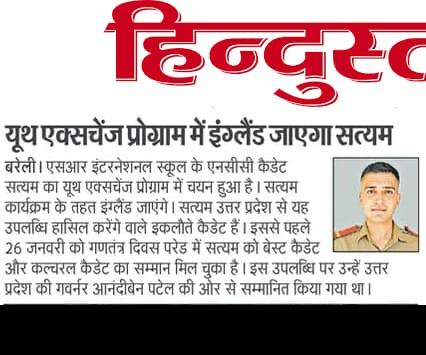 हिन्दुस्त
यूथ एक्सचेंज प्रोग्राम में इंग्लैंड जाएगा सत्यम
बरेली। एसआर इंटरनेशनल स्कूल के एनसीसी कैडेट
सत्यम का यूथ एक्सचेंज प्रोग्राम में चयन हुआ है। सत्यम
कार्यक्रम के तहत इंग्लैंड जाएंगे। सत्यम उत्तर प्रदेश से यह
उपलब्धि हासिल करेंगे वाले इकलौते कैडेट हैं। इससे पहले
26 जनवरी को गणतंत्र दिवस परेड में सत्यम को बेस्ट कैडेट
और कल्चरल कैडेट का सम्मान मिल चुका है। इस उपलब्धि पर उन्हें उत्तर
प्रदेश की गवर्नर आनंदीबेन पटेल की ओर से सम्मानित किया गया था।